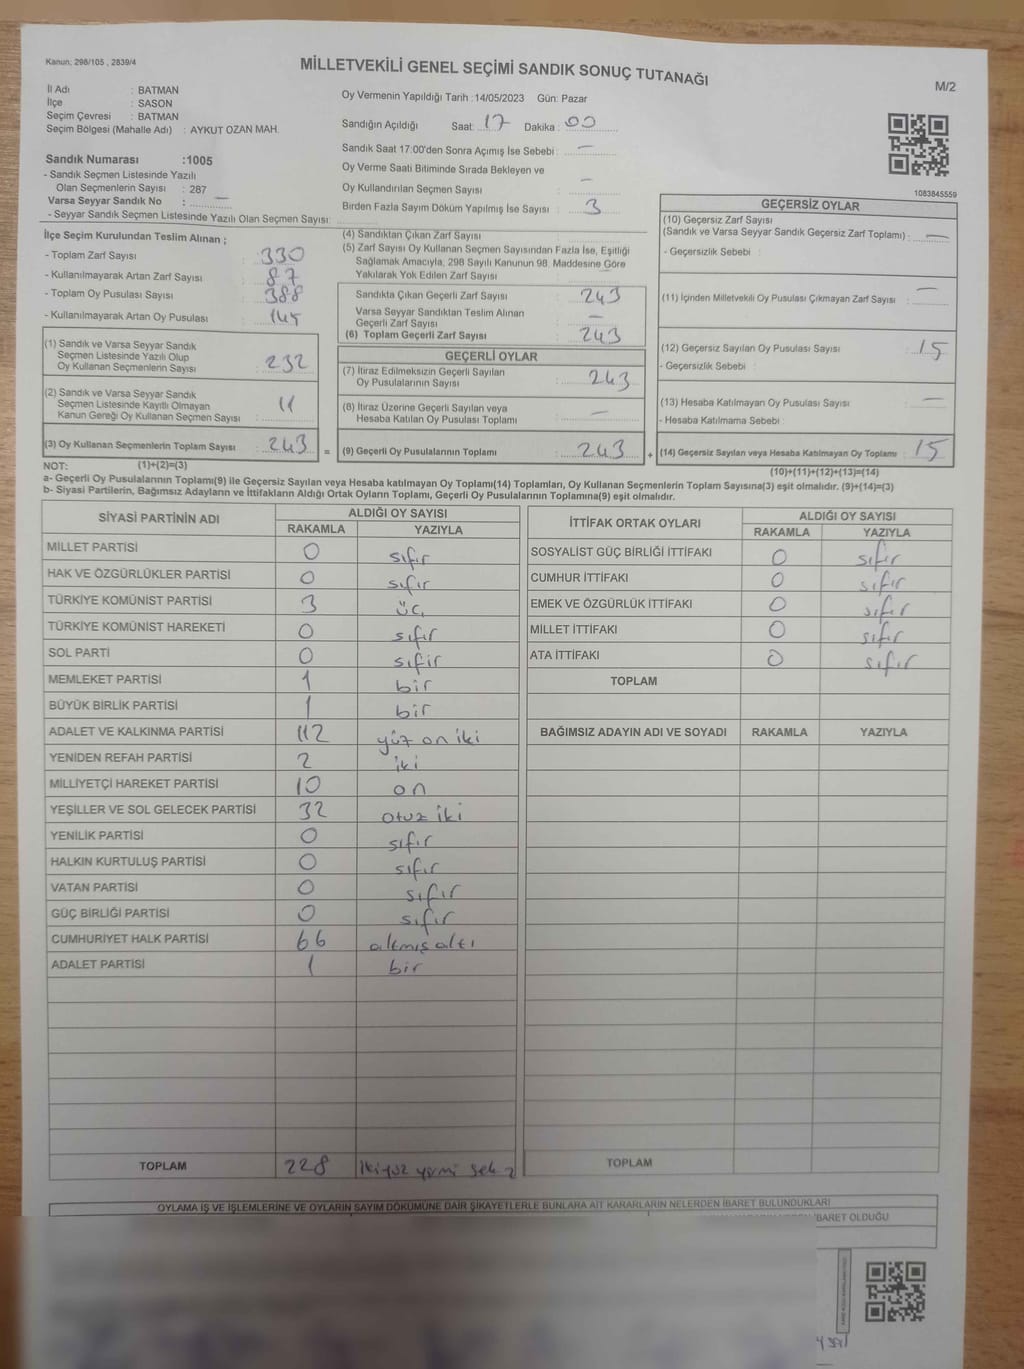 Kanun: 298/105 , 2839/4
MİLLETVEKİLİ GENEL SEÇİMİ SANDIK SONUÇ TUTANAĞI
M/2
İl Adı : BATMAN
İlçe : SASON
Seçim Çevresi : BATMAN
Seçim Bölgesi (Mahalle Adı) : AYKUT OZAN MAH.
Sandık Numarası :1005
- Sandık Seçmen Listesinde Yazılı
Olan Seçmenlerin Sayısı : 287
Varsa Seyyar Sandık No : —
- Seyyar Sandık Seçmen Listesinde Yazılı Olan Seçmen Sayısı:
Oy Vermenin Yapıldığı Tarih :14/05/2023 Gün: Pazar
Sandığın Açıldığı Saat: 17 Dakika : 00
Sandık Saat 17:00'den Sonra Açımış İse Sebebi : —
Oy Verme Saati Bitiminde Sırada Bekleyen ve
Oy Kullandırılan Seçmen Sayısı : —
Birden Fazla Sayım Döküm Yapılmış İse Sayısı : 3
1083845559
İlçe Seçim Kurulundan Teslim Alınan ;
- Toplam Zarf Sayısı : 330
- Kullanılmayarak Artan Zarf Sayısı : 87
- Toplam Oy Pusulası Sayısı : 388
- Kullanılmayarak Artan Oy Pusulası : 145
(1) Sandık ve Varsa Seyyar Sandık
Seçmen Listesinde Yazılı Olup
Oy Kullanan Seçmenlerin Sayısı : 232
(2) Sandık ve Varsa Seyyar Sandık
Seçmen Listesinde Kayıtlı Olmayan
Kanun Gereği Oy Kullanan Seçmen Sayısı : 11
(3) Oy Kullanan Seçmenlerin Toplam Sayısı : 243 =
(4) Sandıktan Çıkan Zarf Sayısı :
(5) Zarf Sayısı Oy Kullanan Seçmen Sayısından Fazla İse, Eşitliği
Sağlamak Amacıyla, 298 Sayılı Kanunun 98. Maddesine Göre
Yakılarak Yok Edilen Zarf Sayısı :
Sandıkta Çıkan Geçerli Zarf Sayısı : 243
Varsa Seyyar Sandıktan Teslim Alınan
Geçerli Zarf Sayısı : —
(6) Toplam Geçerli Zarf Sayısı : 243
GEÇERLİ OYLAR
(7) İtiraz Edilmeksizin Geçerli Sayılan
Oy Pusulalarının Sayısı : 243
(8) İtiraz Üzerine Geçerli Sayılan veya
Hesaba Katılan Oy Pusulası Toplamı : —
(9) Geçerli Oy Pusulalarının Toplamı : 243 +
GEÇERSİZ OYLAR
(10) Geçersiz Zarf Sayısı
(Sandık ve Varsa Seyyar Sandık Geçersiz Zarf Toplamı) : —
- Geçersizlik Sebebi :
(11) İçinden Milletvekili Oy Pusulası Çıkmayan Zarf Sayısı : —
(12) Geçersiz Sayılan Oy Pusulası Sayısı : 15
- Geçersizlik Sebebi :
(13) Hesaba Katılmayan Oy Pusulası Sayısı : —
- Hesaba Katılmama Sebebi :
(14) Geçersiz Sayılan veya Hesaba Katılmayan Oy Toplamı : 15
NOT: (1)+(2)=(3)
(10)+(11)+(12)+(13)=(14)
a- Geçerli Oy Pusulalarının Toplamı(9) ile Geçersiz Sayılan veya Hesaba katılmayan Oy Toplamı(14) Toplamları, Oy Kullanan Seçmenlerin Toplam Sayısına(3) eşit olmalıdır. (9)+(14)=(3)
b- Siyasi Partilerin, Bağımsız Adayların ve İttifakların Aldığı Ortak Oyların Toplamı, Geçerli Oy Pusulalarının Toplamına(9) eşit olmalıdır.
SİYASİ PARTİNİN ADI ALDIĞI OY SAYISI
RAKAMLA YAZIYLA
MİLLET PARTİSİ 0 sıfır
HAK VE ÖZGÜRLÜKLER PARTİSİ 0 sıfır
TÜRKİYE KOMÜNİST PARTİSİ 3 üç
TÜRKİYE KOMÜNİST HAREKETİ 0 sıfır
SOL PARTİ 0 sıfır
MEMLEKET PARTİSİ 1 bir
BÜYÜK BİRLİK PARTİSİ 1 bir
ADALET VE KALKINMA PARTİSİ 112 yüz on iki
YENİDEN REFAH PARTİSİ 2 iki
MİLLİYETÇİ HAREKET PARTİSİ 10 on
YEŞİLLER VE SOL GELECEK PARTİSİ 32 otuz iki
YENİLİK PARTİSİ 0 sıfır
HALKIN KURTULUŞ PARTİSİ 0 sıfır
VATAN PARTİSİ 0 sıfır
GÜÇ BİRLİĞİ PARTİSİ 0 sıfır
CUMHURİYET HALK PARTİSİ 66 altmış altı
ADALET PARTİSİ 1 bir
TOPLAM 228 ikiyüz yirmi sekiz
İTTİFAK ORTAK OYLARI ALDIĞI OY SAYISI
RAKAMLA YAZIYLA
SOSYALİST GÜÇ BİRLİĞİ İTTİFAKI 0 sıfır
CUMHUR İTTİFAKI 0 sıfır
EMEK VE ÖZGÜRLÜK İTTİFAKI 0 sıfır
MİLLET İTTİFAKI 0 sıfır
ATA İTTİFAKI 0 sıfır
TOPLAM
BAĞIMSIZ ADAYIN ADI VE SOYADI RAKAMLA YAZIYLA
TOPLAM
OYLAMA İŞ VE İŞLEMLERİNE VE OYLARIN SAYIM DÖKÜMÜNE DAİR ŞİKAYETLERLE BUNLARA AİT KARARLARIN NELERDEN İBARET BULUNDUKLARI
İBARET OLDUĞU